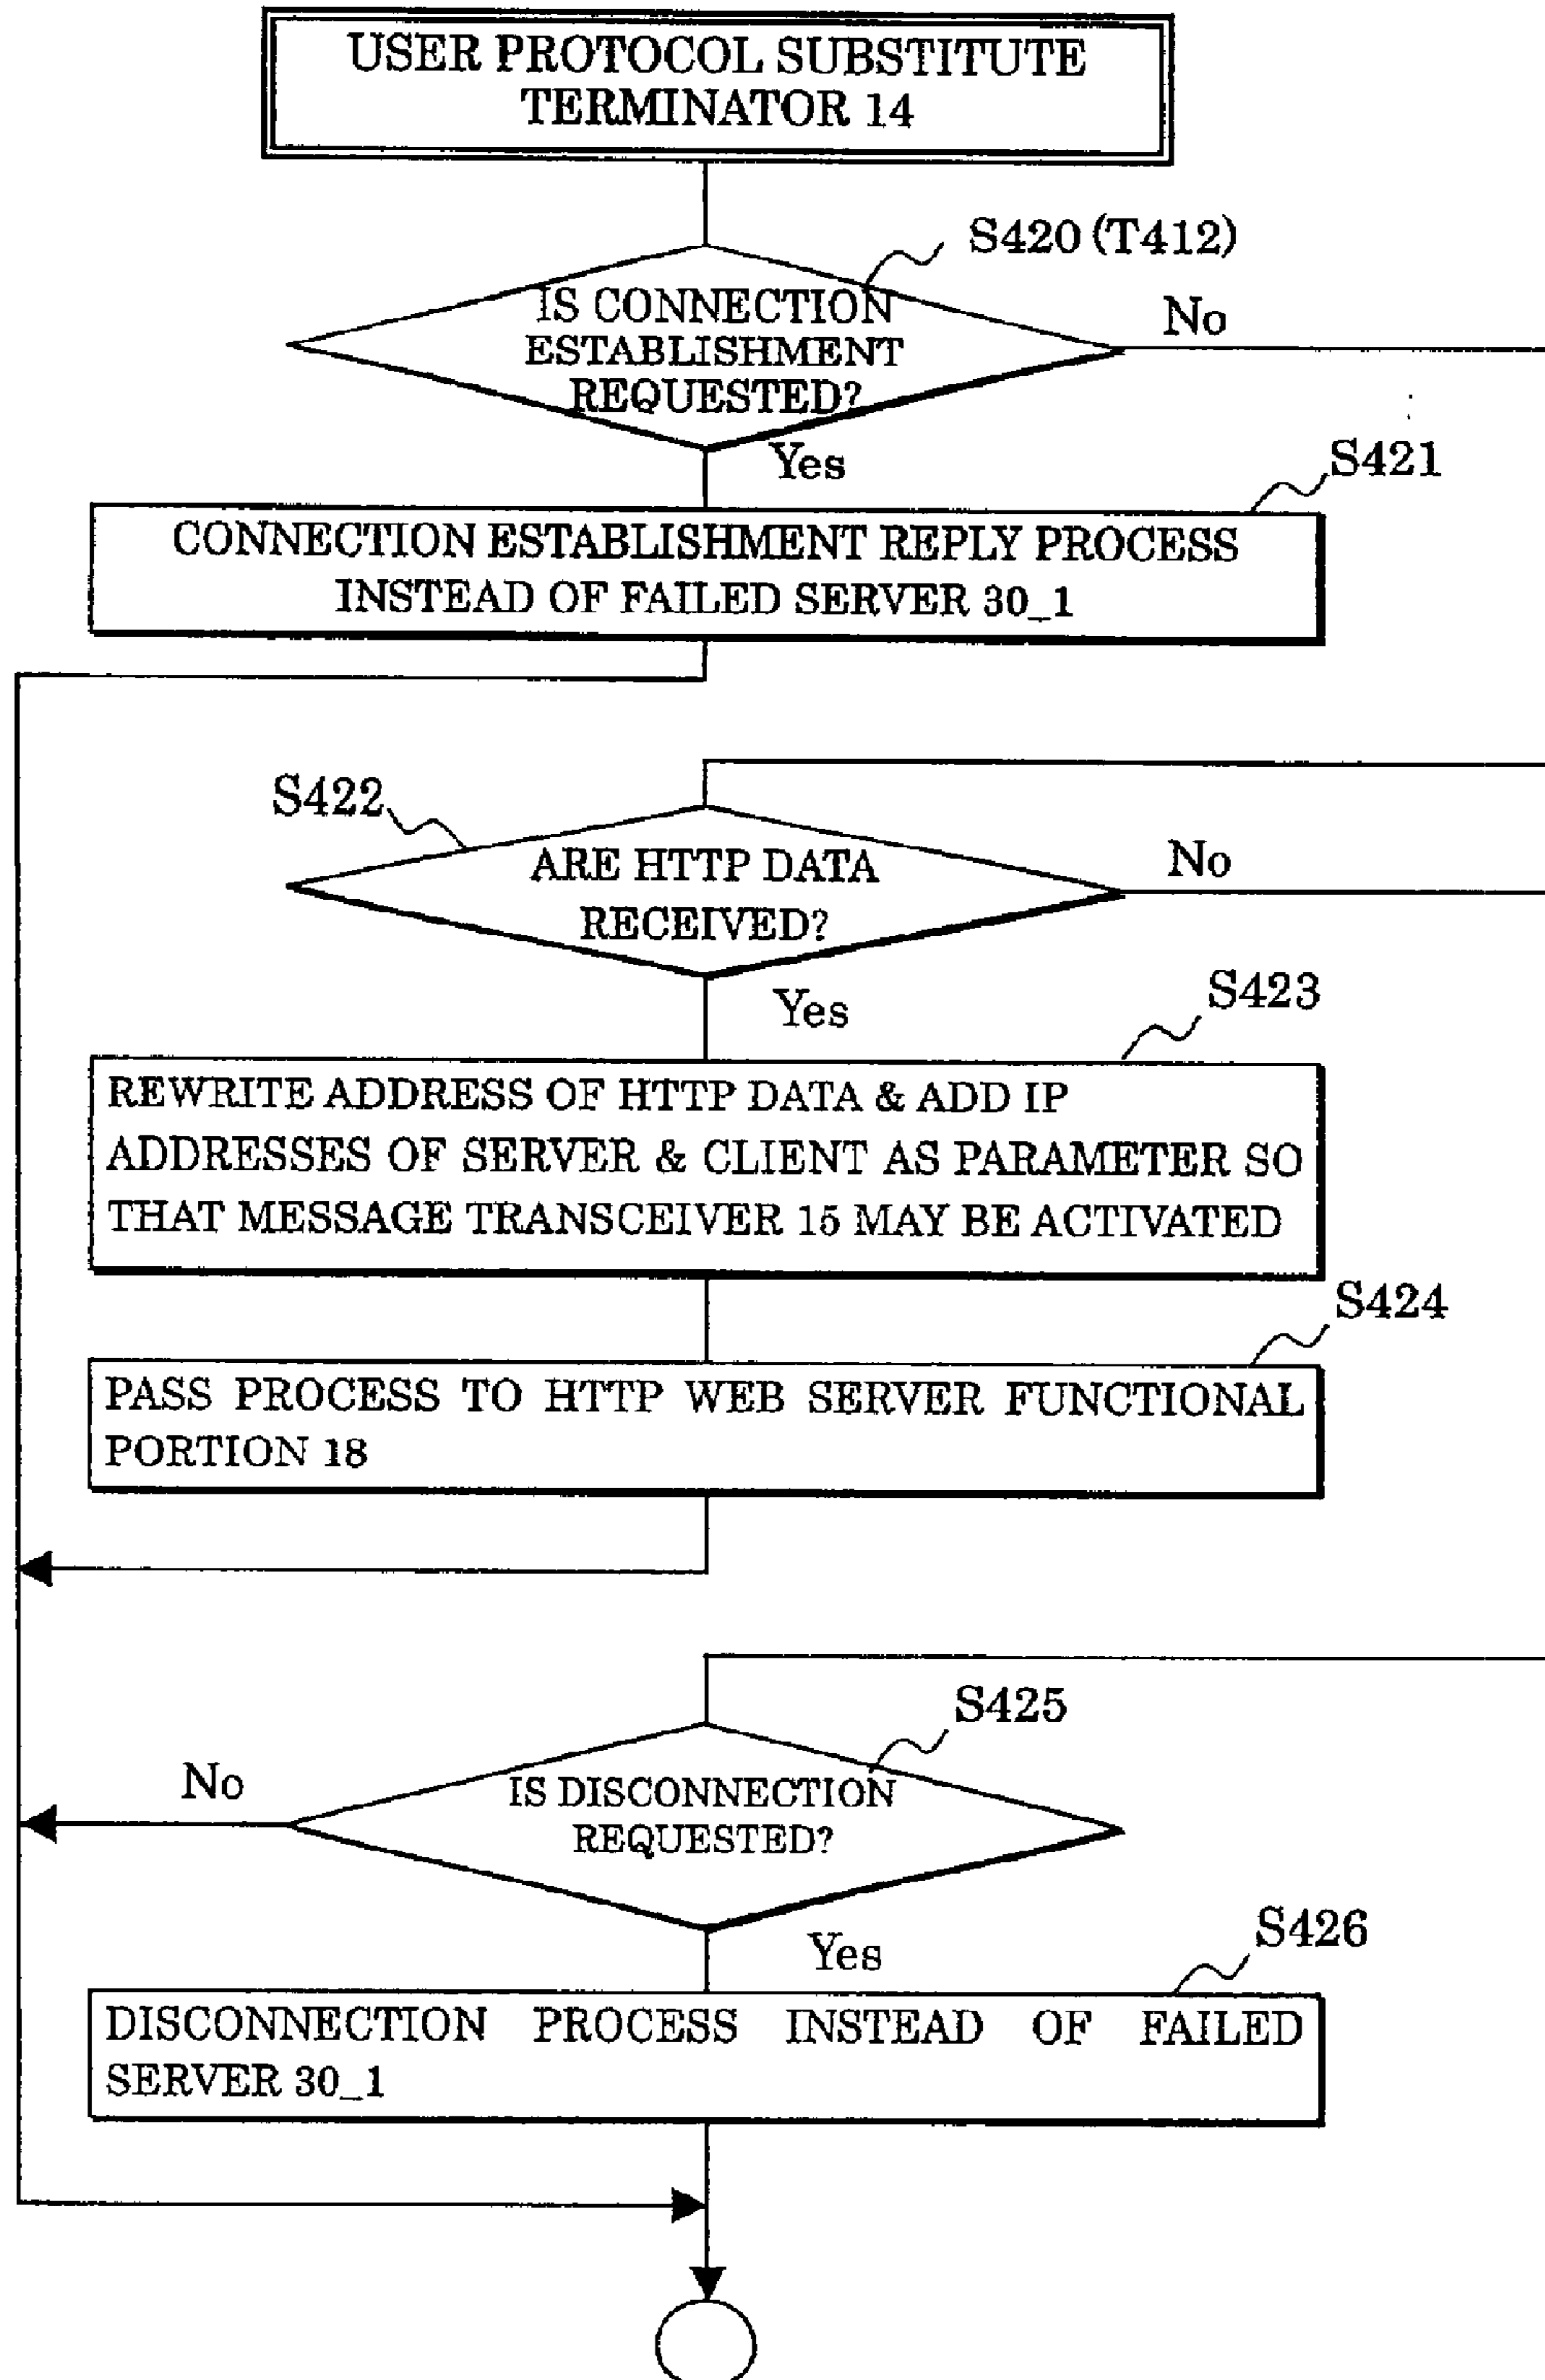 USER PROTOCOL SUBSTITUTE
TERMINATOR 14
S420 (T412)
IS CONNECTION
ESTABLISHMENT
REQUESTED?
No
Yes
S421
CONNECTION ESTABLISHMENT REPLY PROCESS
INSTEAD OF FAILED SERVER 30_1
S422
ARE HTTP DATA
RECEIVED?
No
Yes
S423
REWRITE ADDRESS OF HTTP DATA & ADD IP
ADDRESSES OF SERVER & CLIENT AS PARAMETER SO
THAT MESSAGE TRANSCEIVER 15 MAY BE ACTIVATED
S424
PASS PROCESS TO HTTP WEB SERVER FUNCTIONAL
PORTION 18
S425
IS DISCONNECTION
REQUESTED?
No
Yes
S426
DISCONNECTION PROCESS INSTEAD OF FAILED
SERVER 30_1